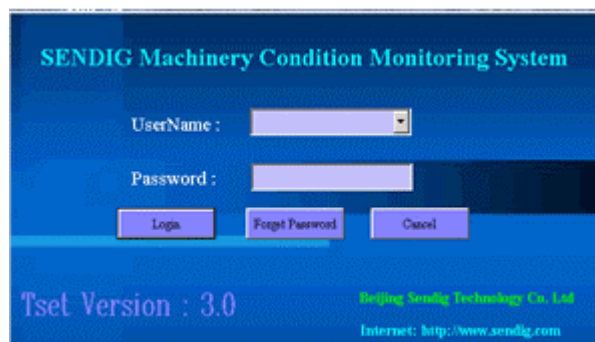 SENDIG Machinery Condition Monitoring System
UserName :
Password :
Login Forget Password Cancel
Tset Version : 3.0
Beijing Sendig Technology Co. Ltd
Internet: http://www.sendig.com